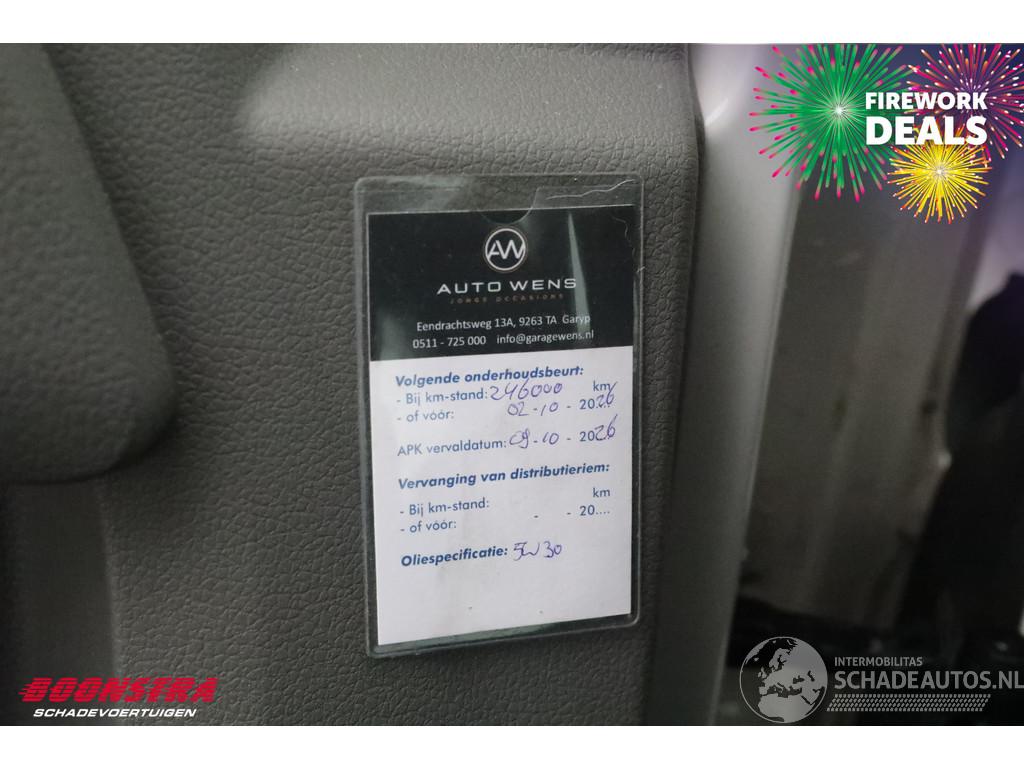 FIREWORK
DEALS
AW
AUTO WENS
JONGE OCCASIONS
Eendrachtsweg 13A, 9263 TA Garyp
0511 - 725 000 info@garagewens.nl
Volgende onderhoudsbeurt:
- Bij km-stand: 246000 km
- of vóór: 02-10 - 2026
APK vervaldatum: 09-10 - 2026
Vervanging van distributieriem:
- Bij km-stand: km
- of vóór: - - 20....
Oliespecificatie: 5W30
BOONSTRA
SCHADEVOERTUIGEN
INTERMOBILITAS
SCHADEAUTOS.NL